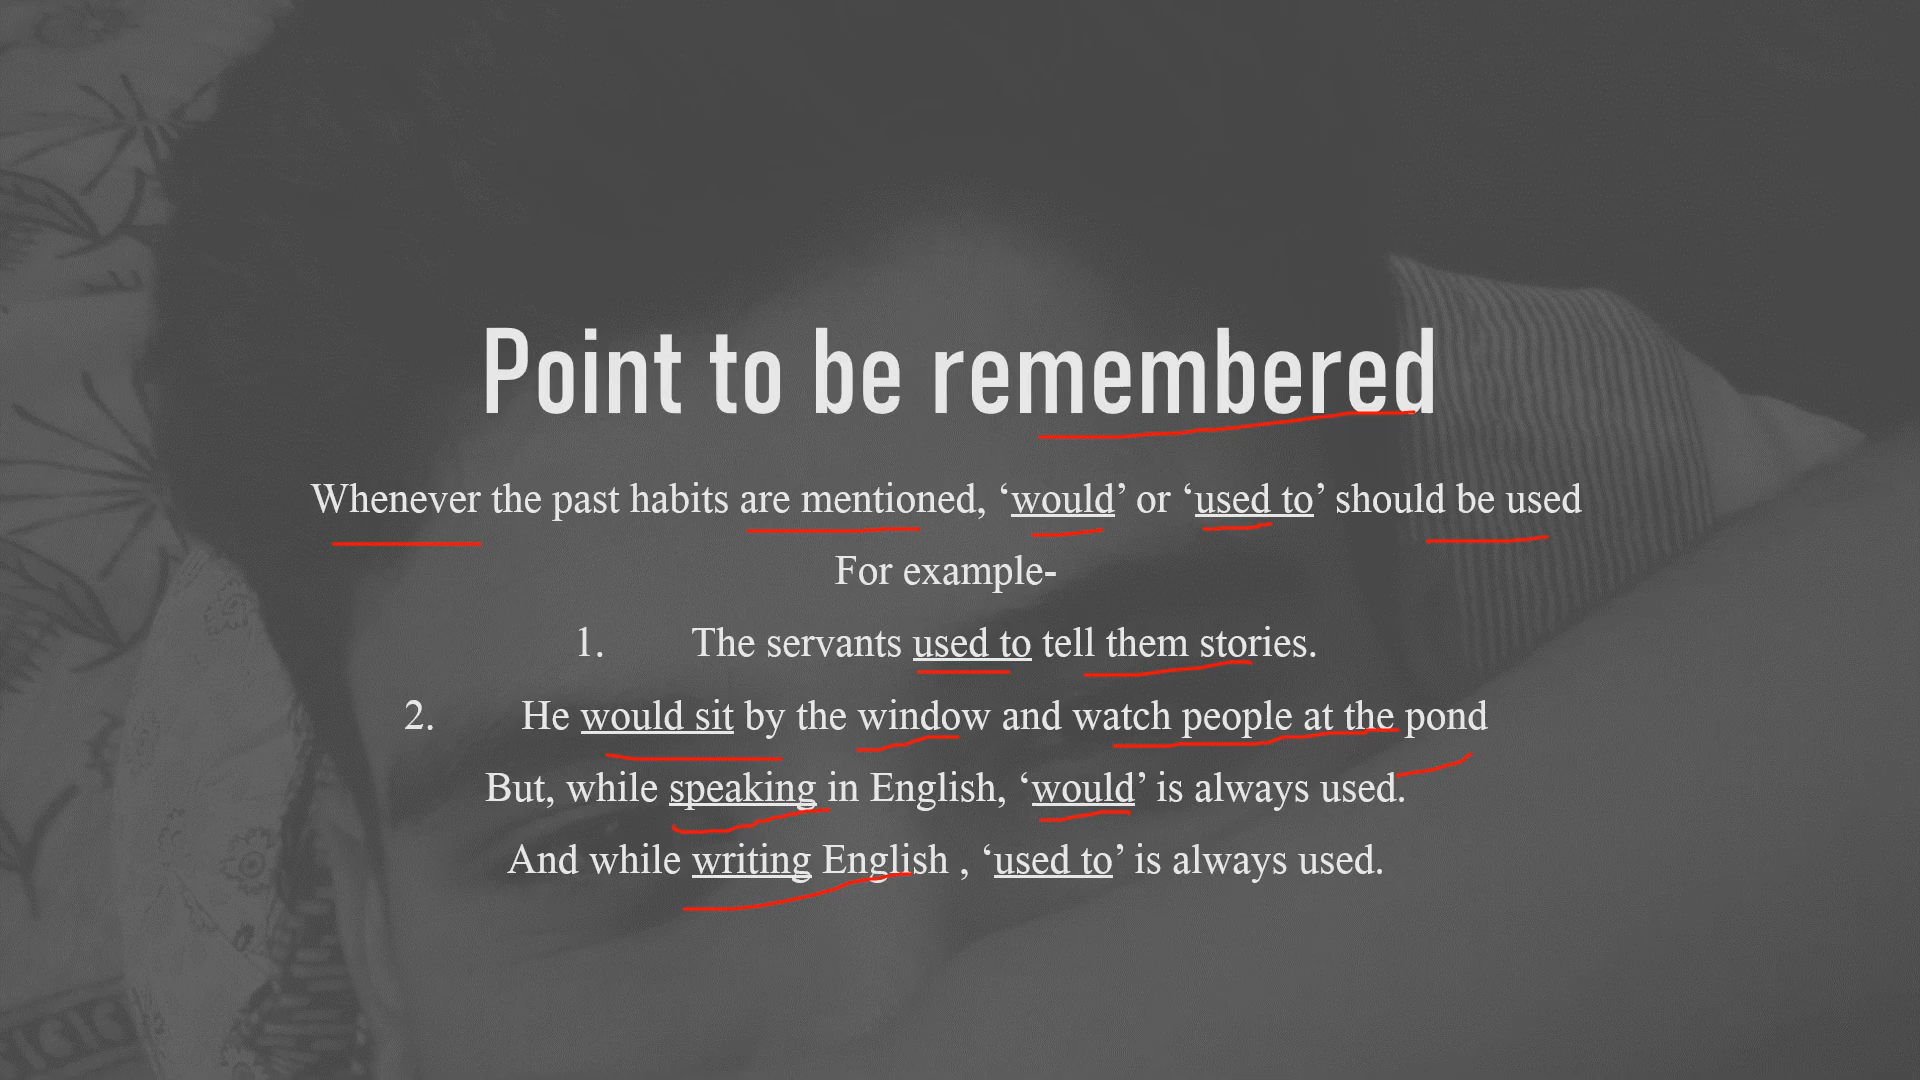 Point to be remembered
Whenever the past habits are mentioned, ‘would’ or ‘used to’ should be used
For example-
1. The servants used to tell them stories.
2. He would sit by the window and watch people at the pond
But, while speaking in English, ‘would’ is always used.
And while writing English , ‘used to’ is always used.